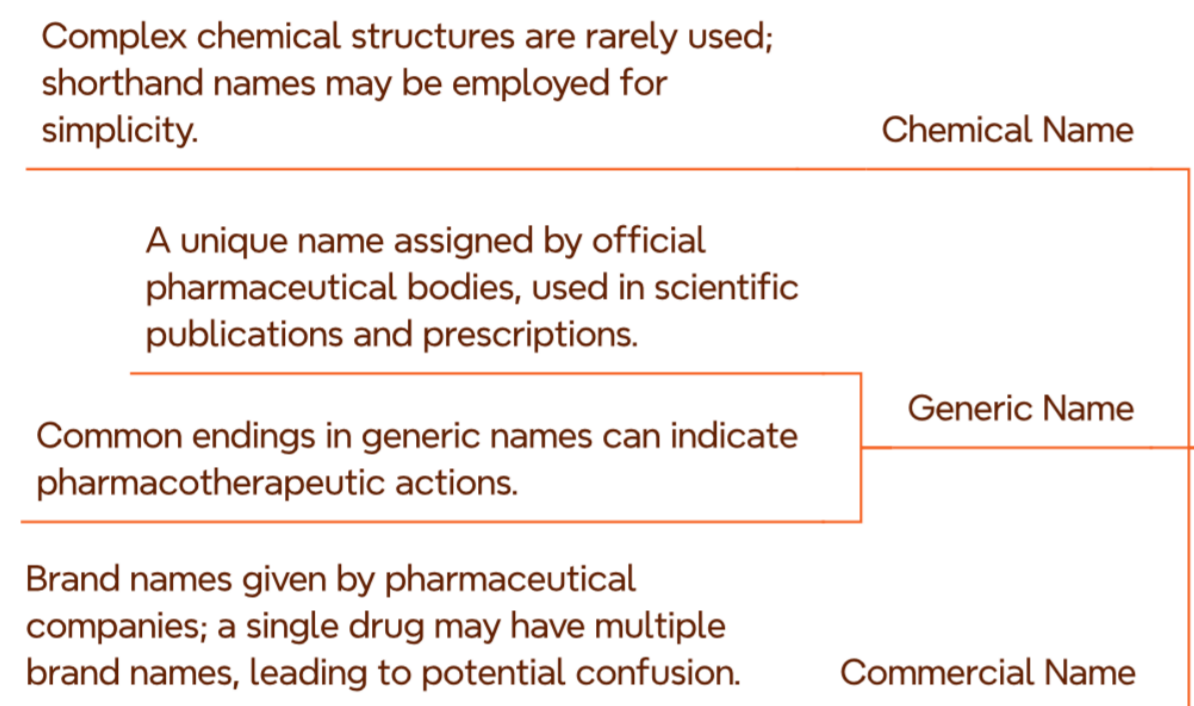 Complex chemical structures are rarely used;
shorthand names may be employed for
simplicity.
Chemical Name
A unique name assigned by official
pharmaceutical bodies, used in scientific
publications and prescriptions.
Generic Name
Common endings in generic names can indicate
pharmacotherapeutic actions.
Brand names given by pharmaceutical
companies; a single drug may have multiple
brand names, leading to potential confusion.
Commercial Name